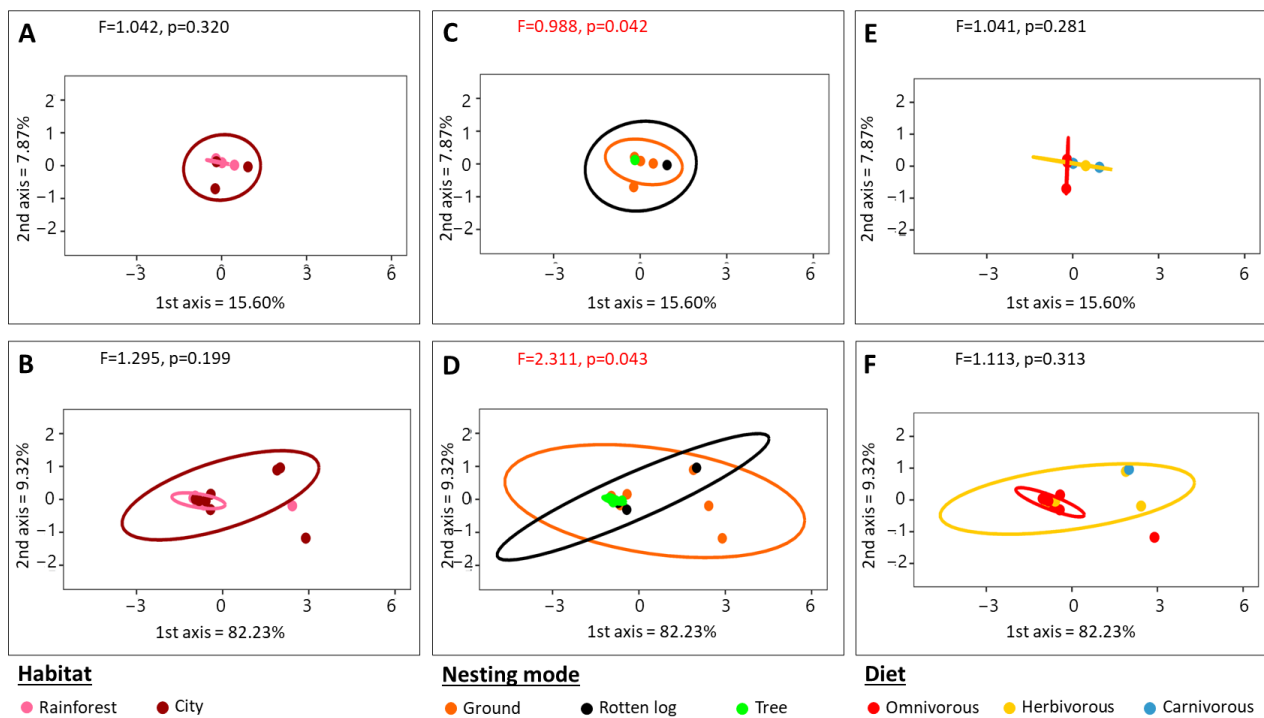 A
F=1.042, p=0.320
2nd axis = 7.87%
2
1
0
−1
−2
−3
0
3
6
1st axis = 15.60%
C
F=0.988, p=0.042
2nd axis = 7.87%
2
1
0
−1
−2
−3
0
3
6
1st axis = 15.60%
E
F=1.041, p=0.281
2nd axis = 7.87%
2
1
0
−1
−2
−3
0
3
6
1st axis = 15.60%
B
F=1.295, p=0.199
2nd axis = 9.32%
2
1
0
−1
−2
−3
0
3
6
1st axis = 82.23%
D
F=2.311, p=0.043
2nd axis = 9.32%
2
1
0
−1
−2
−3
0
3
6
1st axis = 82.23%
F
F=1.113, p=0.313
2nd axis = 9.32%
2
1
0
−1
−2
−3
0
3
6
1st axis = 82.23%
Habitat
Rainforest City
Nesting mode
Ground Rotten log Tree
Diet
Omnivorous Herbivorous Carnivorous